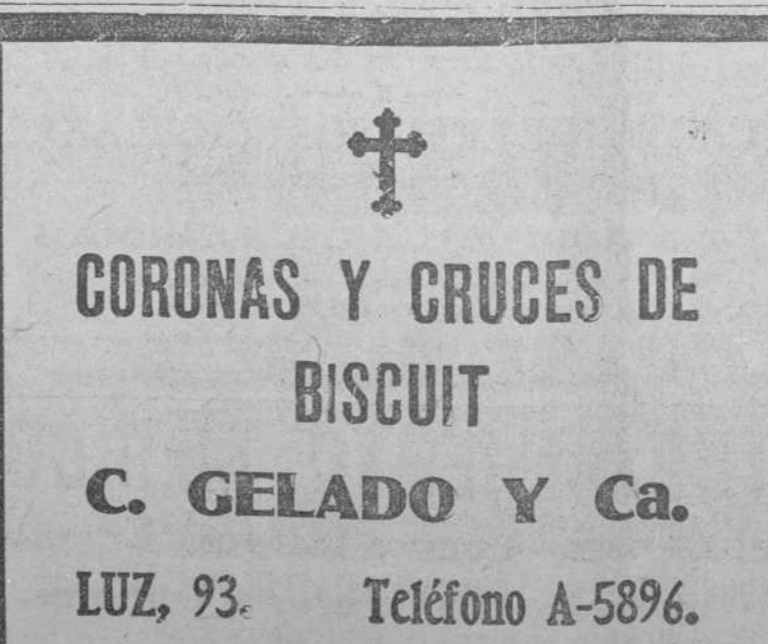 CORONAS Y CRUCES DE
BISCUIT
C. GELADO Y Ca.
LUZ, 93. Teléfono A-5896.